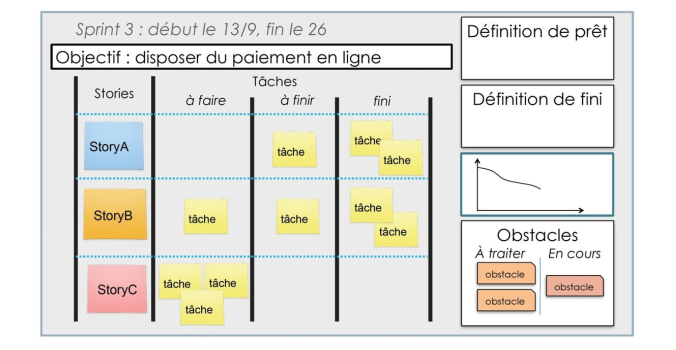 Sprint 3 : début le 13/9, fin le 26
Objectif : disposer du paiement en ligne
Stories
Tâches
à faire
à finir
fini
StoryA
tâche
tâche
tâche
StoryB
tâche
tâche
tâche
tâche
StoryC
tâche
tâche
tâche
Définition de prêt
Définition de fini
Obstacles
À traiter
En cours
obstacle
obstacle
obstacle